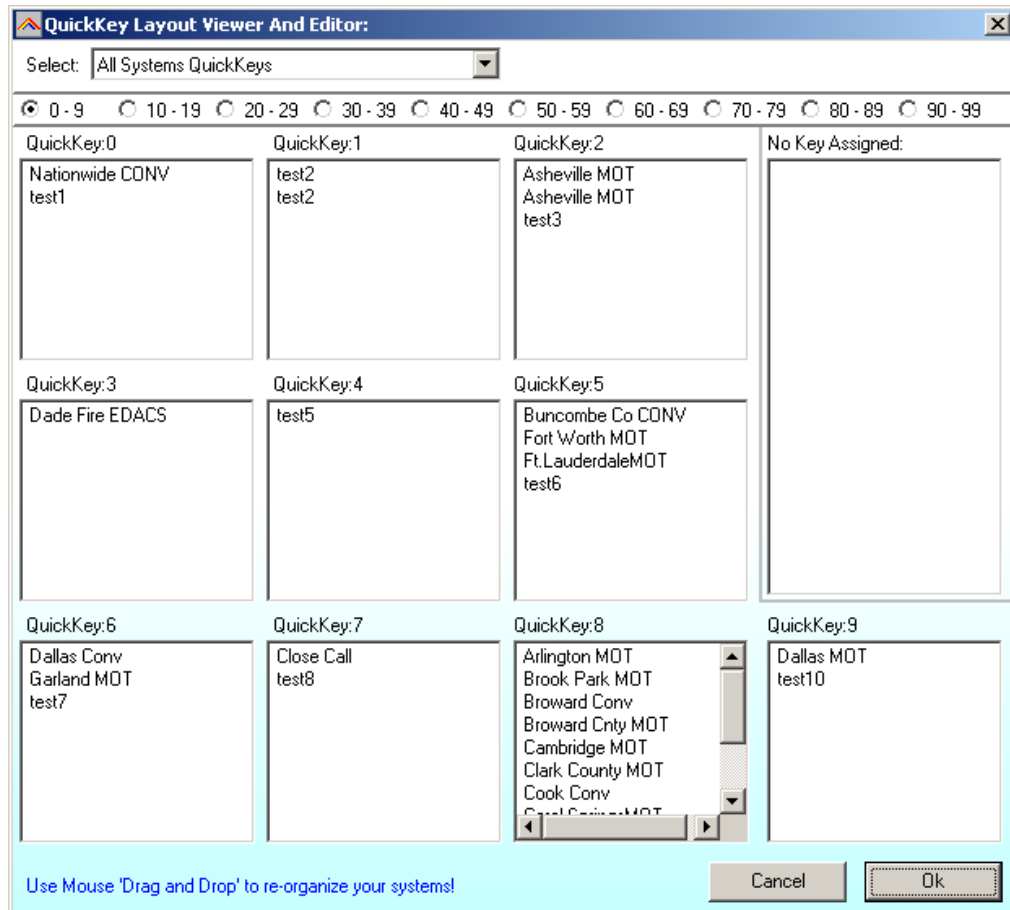 QuickKey Layout Viewer And Editor:
Select: All Systems QuickKeys
0 - 9 10 - 19 20 - 29 30 - 39 40 - 49 50 - 59 60 - 69 70 - 79 80 - 89 90 - 99
QuickKey:0
Nationwide CONV
test1
QuickKey:1
test2
test2
QuickKey:2
Asheville MOT
Asheville MOT
test3
No Key Assigned:
QuickKey:3
Dade Fire EDACS
QuickKey:4
test5
QuickKey:5
Buncombe Co CONV
Fort Worth MOT
Ft.LauderdaleMOT
test6
QuickKey:6
Dallas Conv
Garland MOT
test7
QuickKey:7
Close Call
test8
QuickKey:8
Arlington MOT
Brook Park MOT
Broward Conv
Broward Cnty MOT
Cambridge MOT
Clark County MOT
Cook Conv
QuickKey:9
Dallas MOT
test10
Use Mouse 'Drag and Drop' to re-organize your systems!
Cancel
Ok